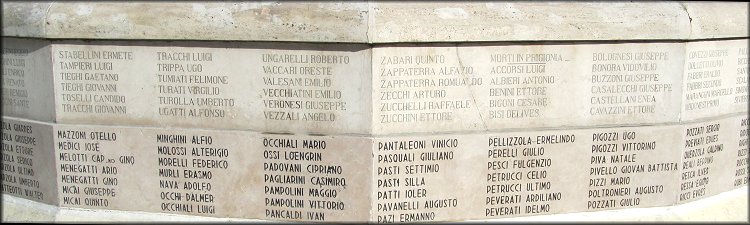 STABELLINI ERMETE
TAMPIERI LUIGI
TIEGHI GAETANO
TIEGHI GIOVANNI
TOSELLI CANDIDO
TRACCHI GIOVANNI
TRACCHI LUIGI
TRIPPA UGO
TUMIATI FELIMONE
TURATI VIRGILIO
TUROLLA UMBERTO
UGATTI ALFONSO
UNGARELLI ROBERTO
VACCARI ORESTE
VALESANI EMILIO
VECCHIATINI EMILIO
VERONESI GIUSEPPE
VEZZALI ANGELO
ZABARI QUINTO
ZAPPATERRA ALFAZIO
ZAPPATERRA ROMUALDO
ZECCHI ARTURO
ZUCCHELLI RAFFAELE
ZUCCHINI ETTORE
MORTI IN PRIGIONIA
ACCORSI LUIGI
ALBIERI ANTONIO
BENINI ETTORE
BIGONI CESARE
BISI DELIVES
BOLOGNESI GIUSEPPE
BONORA VIDOVILIO
BUZZONI GIUSEPPE
CASALECCHI GIUSEPPE
CASTELLANI ENEA
CAVAZZINI ETTORE
MAZZONI OTELLO
MEDICI JOSÈ
MELOTTI CAP. GINO
MENEGATTI ARIO
MENEGATTI GINO
MICAI GIUSEPPE
MICAI QUINTO
MINGHINI ALFIO
MOLOSSI ALTERIGIO
MORELLI FEDERICO
MURLI ERASMO
NAVA ADOLFO
OCCHI DALMER
OCCHIALI LUIGI
OCCHIALI MARIO
OSSI LOENGRIN
PADOVANI CIPRIANO
PAGLIARINI CASIMIRO
PAMPOLINI MAGGIO
PAMPOLINI VITTORIO
PANCALDI IVAN
PANTALEONI VINICIO
PASQUALI GIULIANO
PASTI SETTIMIO
PASTI SILLA
PATTI IOLER
PAVANELLI AUGUSTO
PAZI ERMANNO
PELLIZZOLA ERMELINDO
PERELLI GIULIO
PESCI FULGENZIO
PETRUCCI CELIO
PETRUCCI ULTIMO
PEVERATI ARDILIANO
PEVERATI IDELMO
PIGOZZI UGO
PIGOZZI VITTORINO
PIVA NATALE
PIVELLO GIOVAN BATTISTA
PIZZI MARIO
POLTRONIERI AUGUSTO
POZZATI GIULIO
POZZATI SERGIO